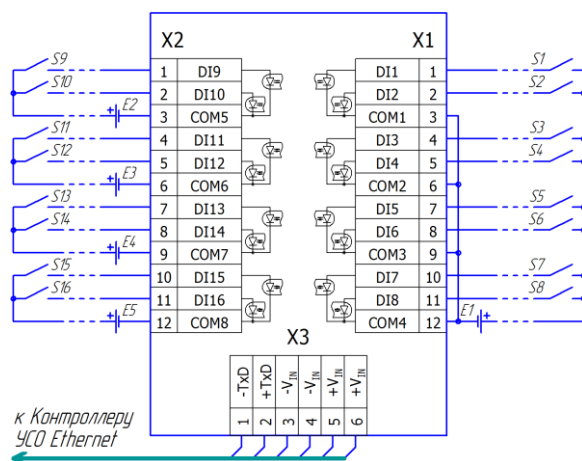 X2 X1
S9 1 DI9 DI1 1 S1
S10 2 DI10 DI2 2 S2
+ E2 3 COM5 COM1 3
S11 4 DI11 DI3 4 S3
S12 5 DI12 DI4 5 S4
+ E3 6 COM6 COM2 6
S13 7 DI13 DI5 7 S5
S14 8 DI14 DI6 8 S6
+ E4 9 COM7 COM3 9
S15 10 DI15 DI7 10 S7
S16 11 DI16 DI8 11 S8
+ E5 12 COM8 COM4 12 E1 +
X3
-TxD +TxD -VIN -VIN +VIN +VIN
1 2 3 4 5 6
к Контроллеру
УСО Ethernet